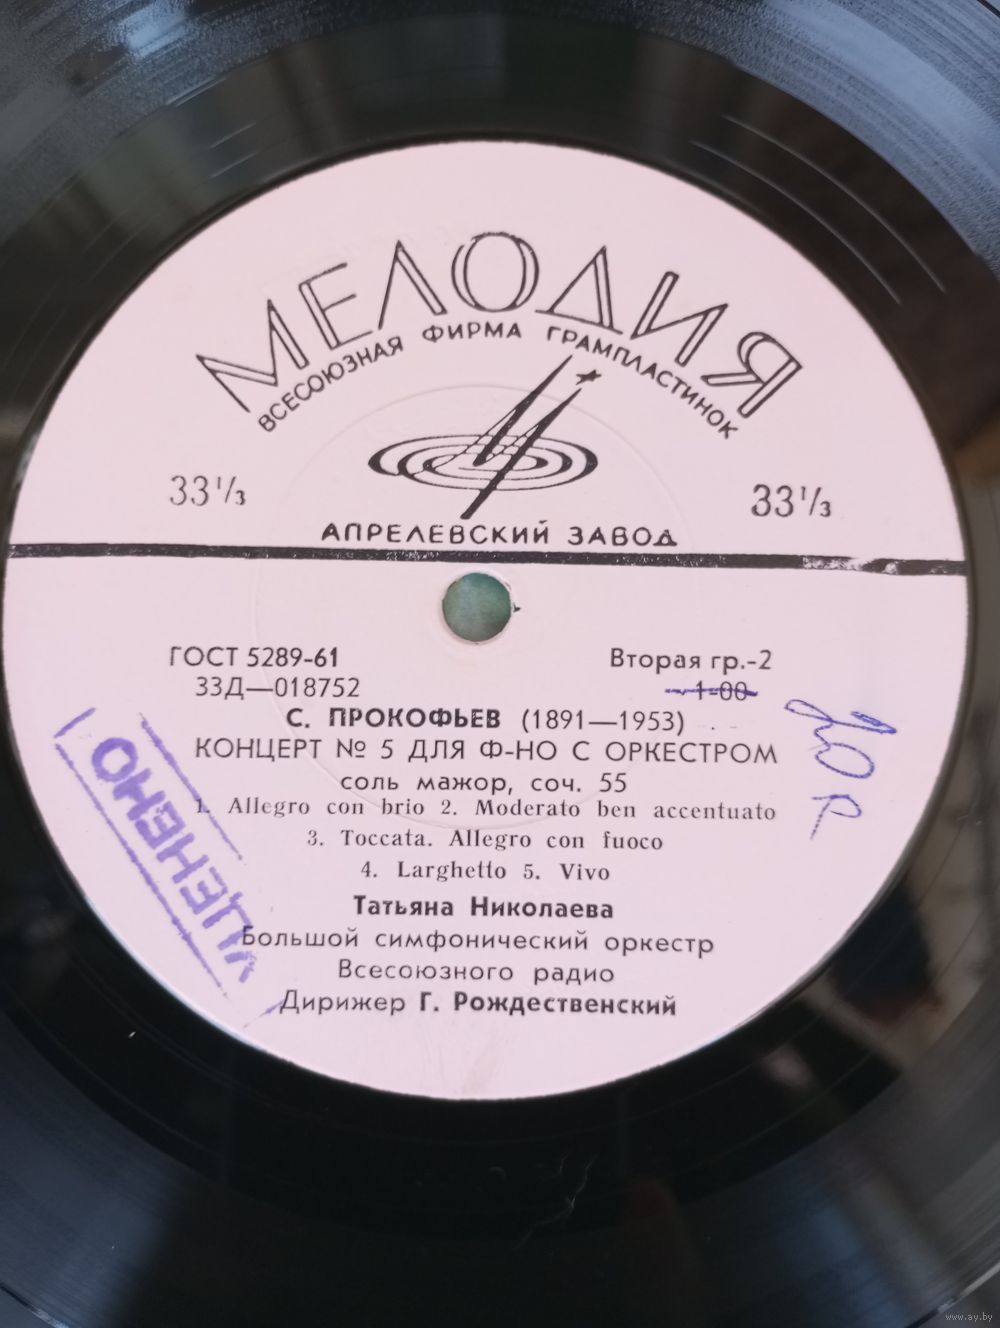 МЕЛОДИЯ
ВСЕСОЮЗНАЯ ФИРМА ГРАМПЛАСТИНОК
33⅓ 33⅓
АПРЕЛЕВСКИЙ ЗАВОД
ГОСТ 5289-61 Вторая гр.-2
33Д—018752 1-00
20 к
С. ПРОКОФЬЕВ (1891—1953)
КОНЦЕРТ № 5 ДЛЯ Ф-НО С ОРКЕСТРОМ
соль мажор, соч. 55
1. Allegro con brio 2. Moderato ben accentuato
3. Toccata. Allegro con fuoco
4. Larghetto 5. Vivo
Татьяна Николаева
Большой симфонический оркестр
Всесоюзного радио
Дирижер Г. Рождественский
УЦЕНЕНО
www.ay.by